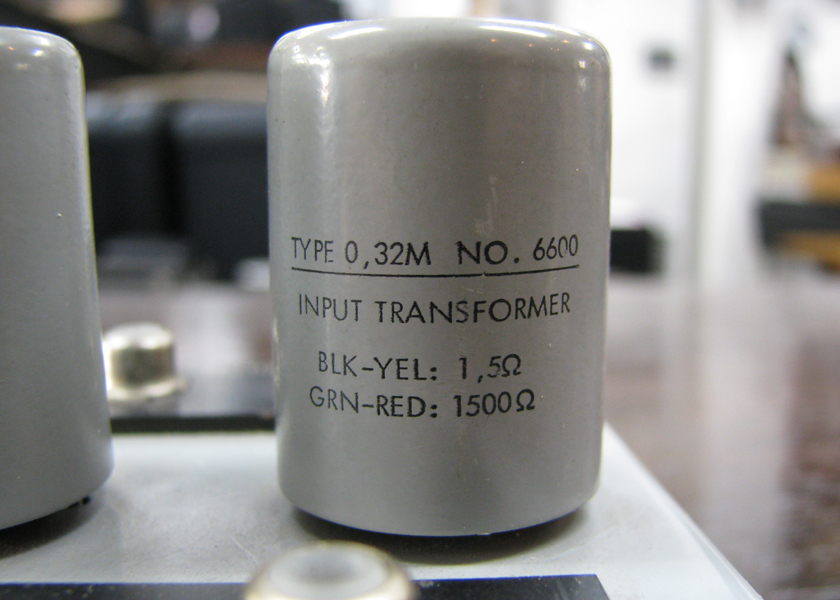 TYPE 0,32M NO. 6600
INPUT TRANSFORMER
BLK-YEL: 1,5Ω
GRN-RED: 1500Ω